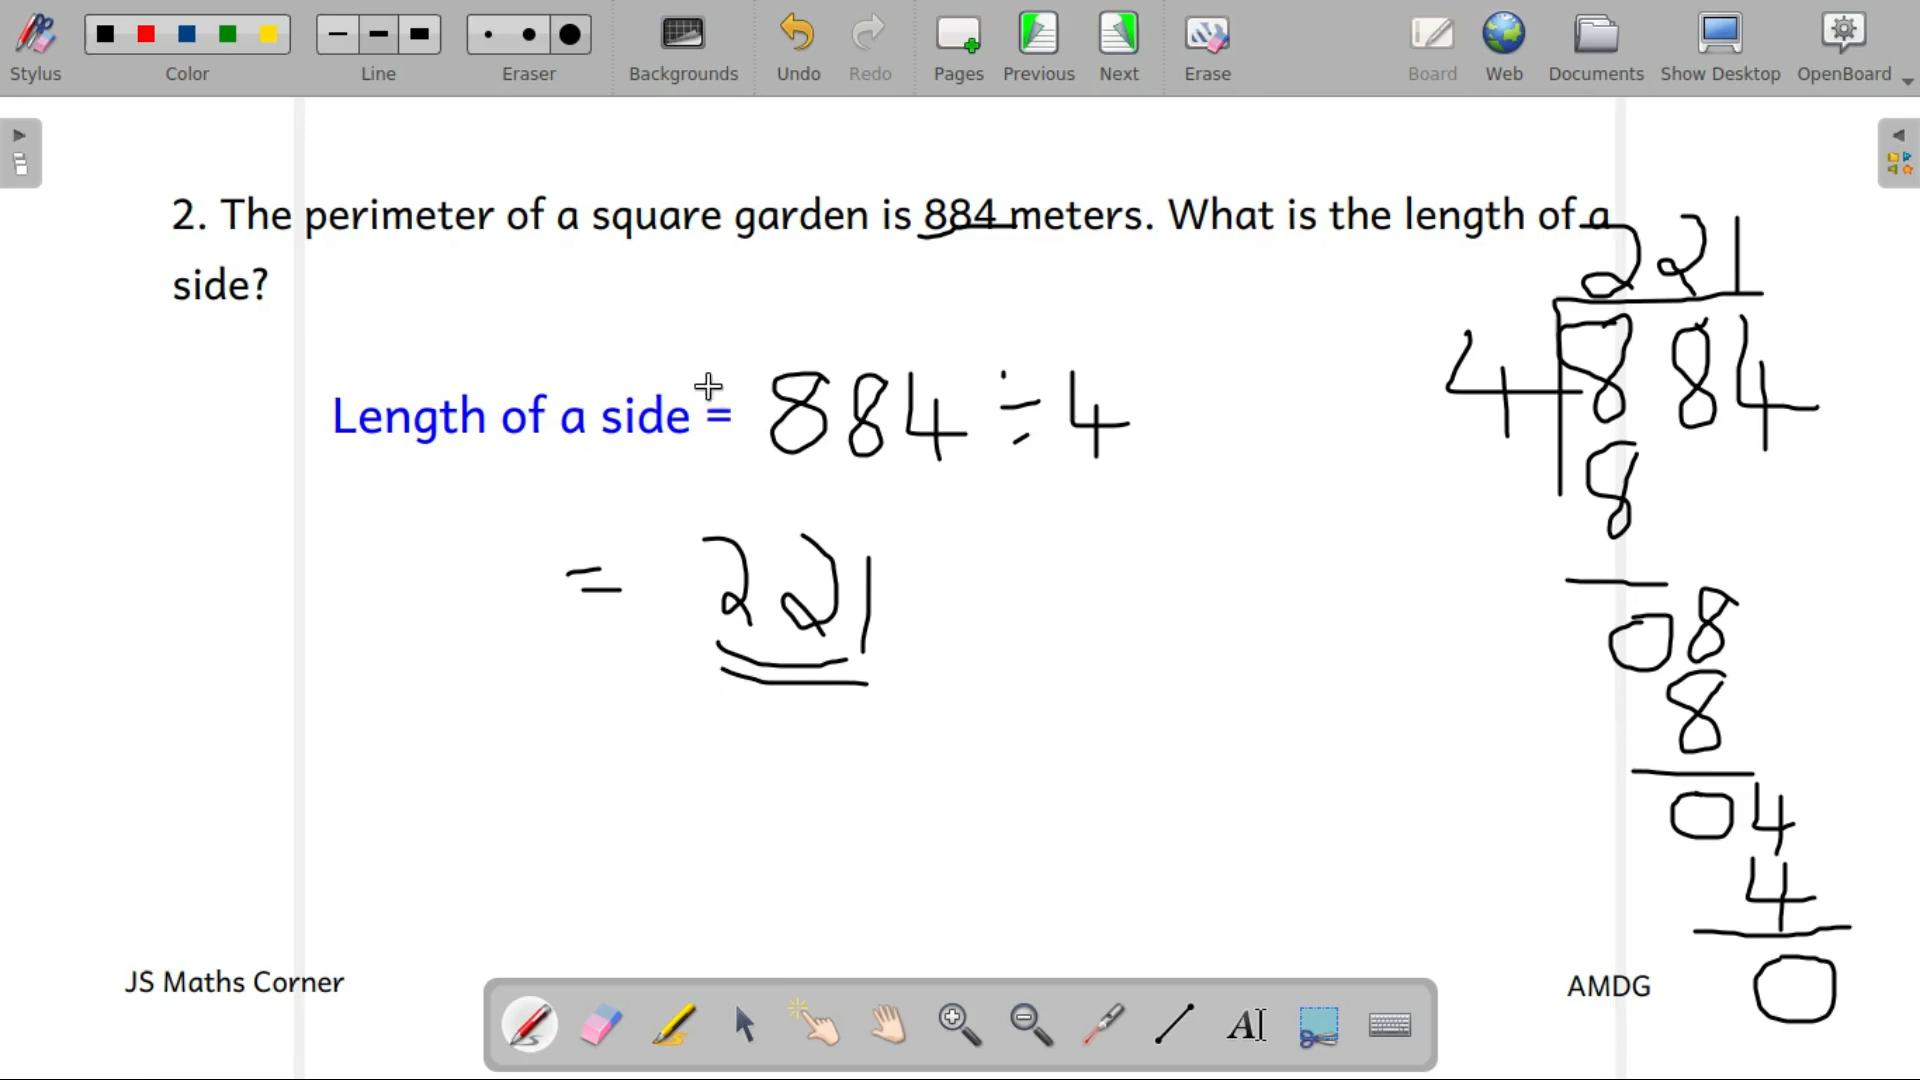 Stylus Color Line Eraser Backgrounds Undo Redo Pages Previous Next Erase Board Web Documents Show Desktop OpenBoard
2. The perimeter of a square garden is 884 meters. What is the length of a
side?
Length of a side = 884 ÷ 4
= 221
221
4 884
8
08
8
04
4
0
JS Maths Corner
AMDG